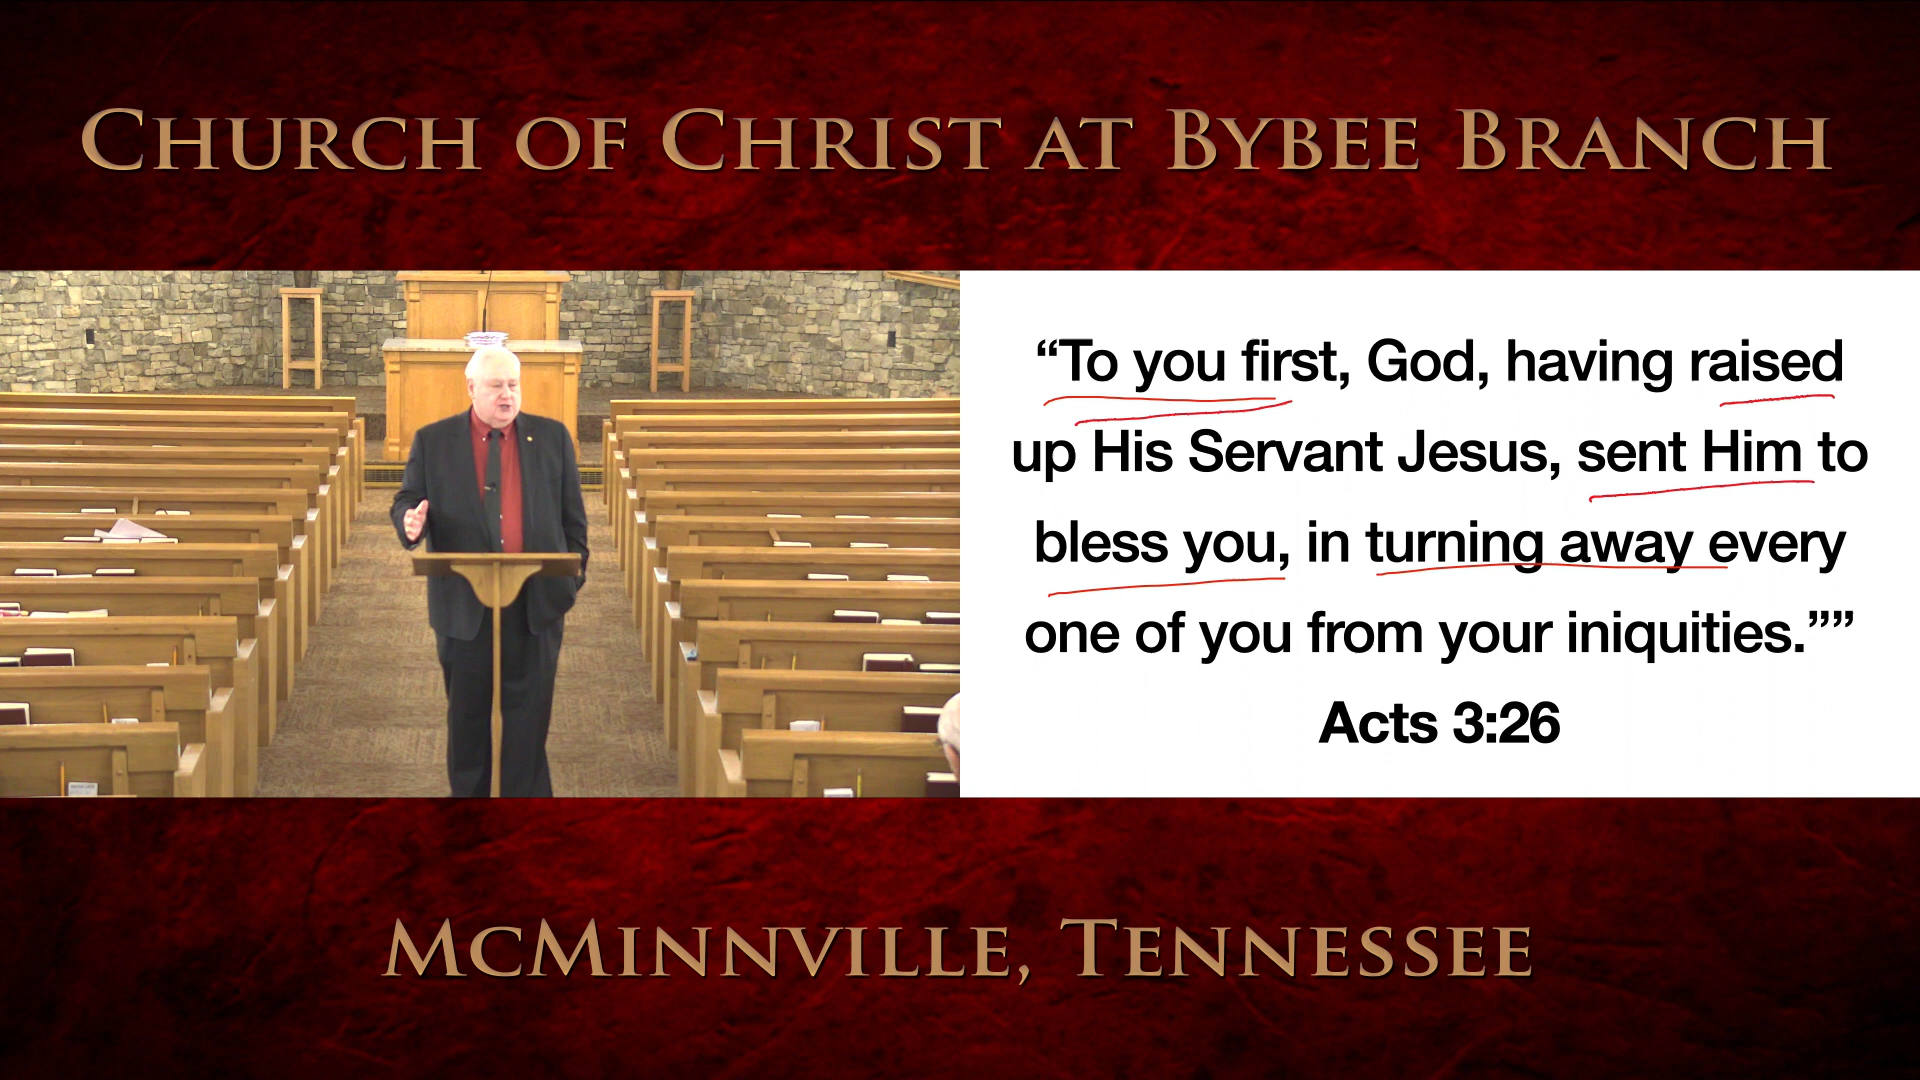 Church of Christ at Bybee Branch
“To you first, God, having raised
up His Servant Jesus, sent Him to
bless you, in turning away every
one of you from your iniquities.””
Acts 3:26
McMinnville, Tennessee